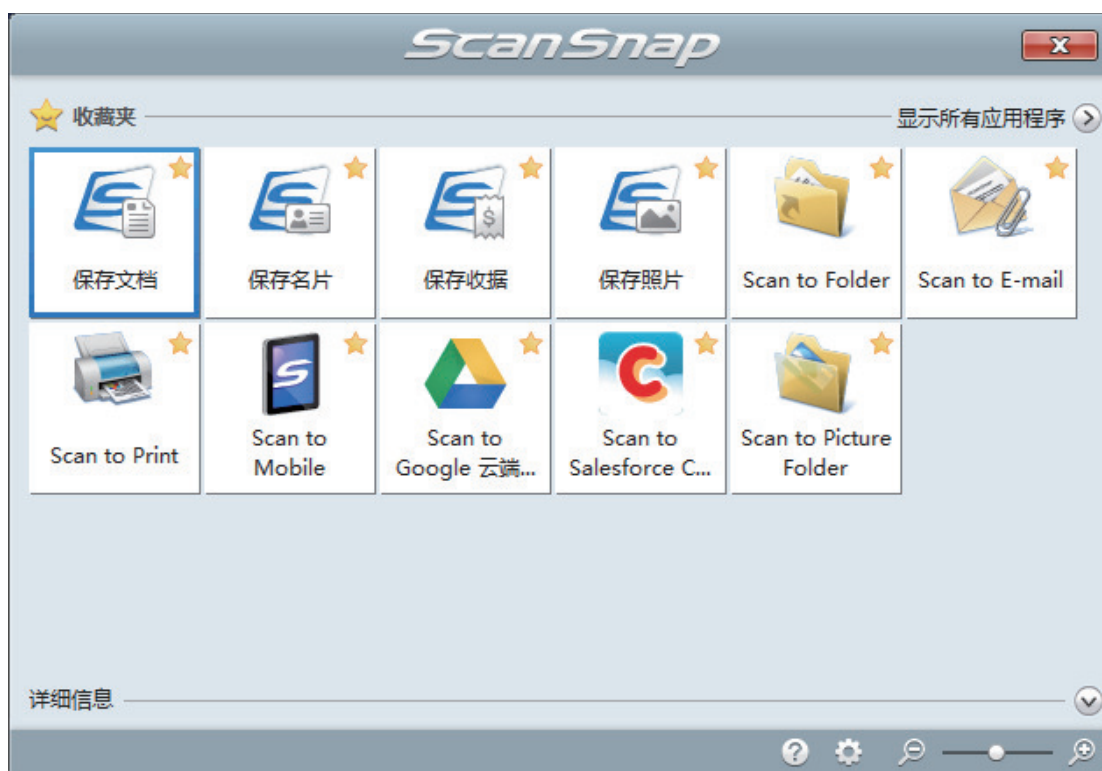 ScanSnap
收藏夹
显示所有应用程序
保存文档
保存名片
保存收据
保存照片
Scan to Folder
Scan to E-mail
Scan to Print
Scan to
Mobile
Scan to
Google 云端...
Scan to
Salesforce C...
Scan to Picture
Folder
详细信息